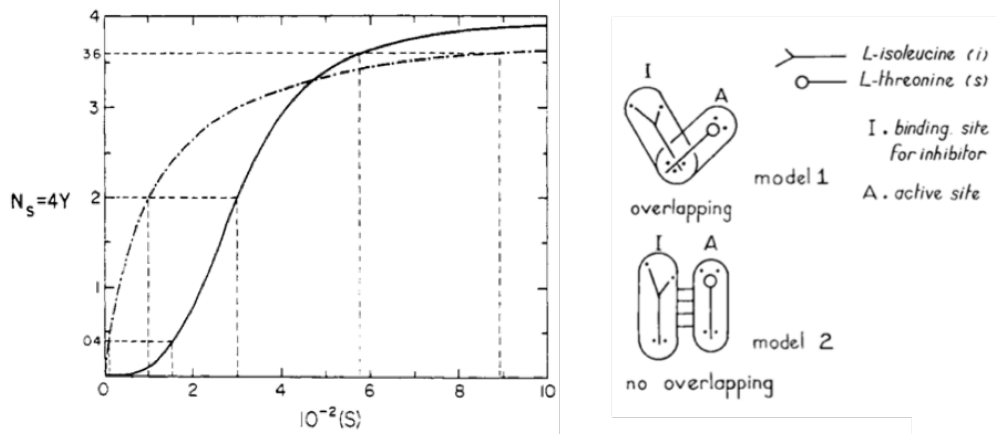 4
3.6
3
2
1
0.4
0 2 4 6 8 10
N_S=4Y
10⁻²(S)
L-isoleucine (i)
L-threonine (s)
I . binding site
for inhibitor
A . active site
I
A
model 1
overlapping
I A
model 2
no overlapping